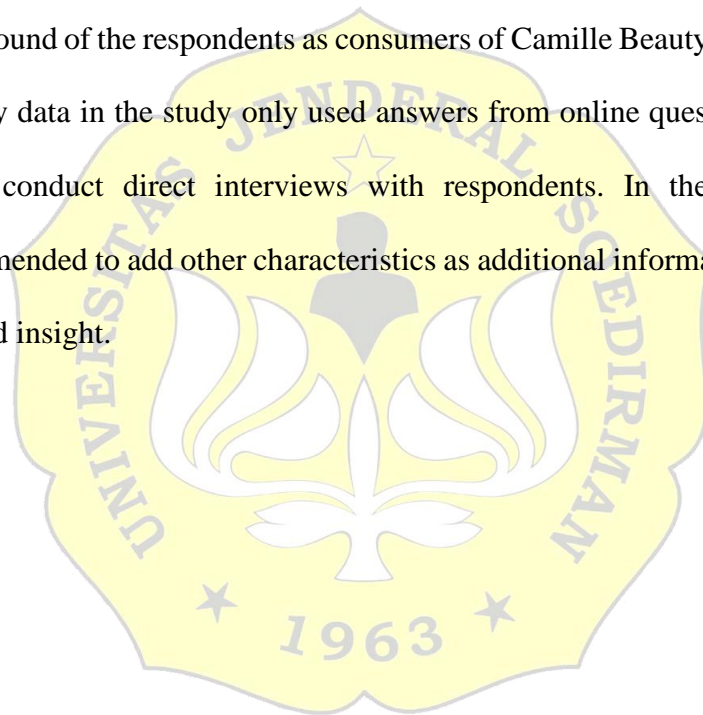 ound of the respondents as consumers of Camille Beauty
y data in the study only used answers from online ques
conduct direct interviews with respondents. In the
mended to add other characteristics as additional informa
d insight.
UNIVERSITAS JENDERAL SOEDIRMAN
1963